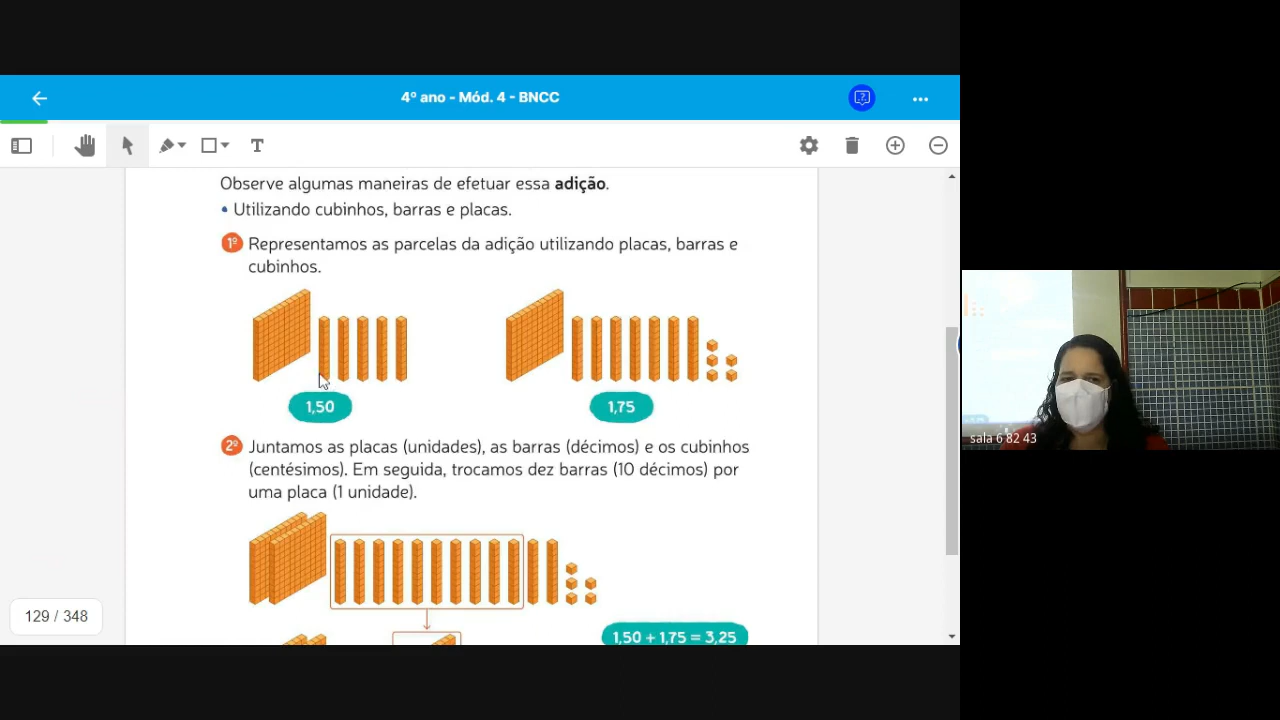 4º ano - Mód. 4 - BNCC
T
Observe algumas maneiras de efetuar essa adição.
• Utilizando cubinhos, barras e placas.
1º Representamos as parcelas da adição utilizando placas, barras e
cubinhos.
1,50
1,75
2º Juntamos as placas (unidades), as barras (décimos) e os cubinhos
(centésimos). Em seguida, trocamos dez barras (10 décimos) por
uma placa (1 unidade).
1,50 + 1,75 = 3,25
129 / 348
sala 6 82 43